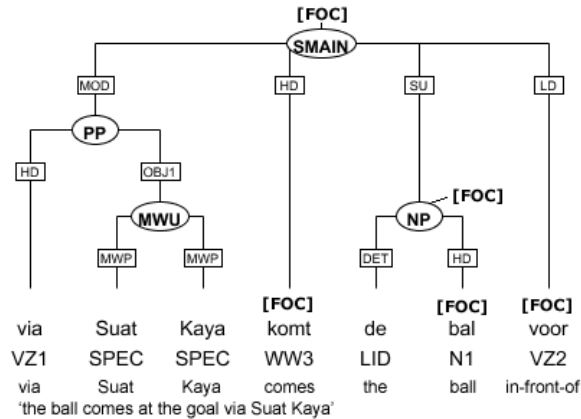 [FOC]
SMAIN
MOD HD SU LD
PP
[FOC]
HD OBJ1 NP
MWU
MWP MWP DET HD
[FOC] [FOC] [FOC]
via Suat Kaya komt de bal voor
VZ1 SPEC SPEC WW3 LID N1 VZ2
via Suat Kaya comes the ball in-front-of
'the ball comes at the goal via Suat Kaya'